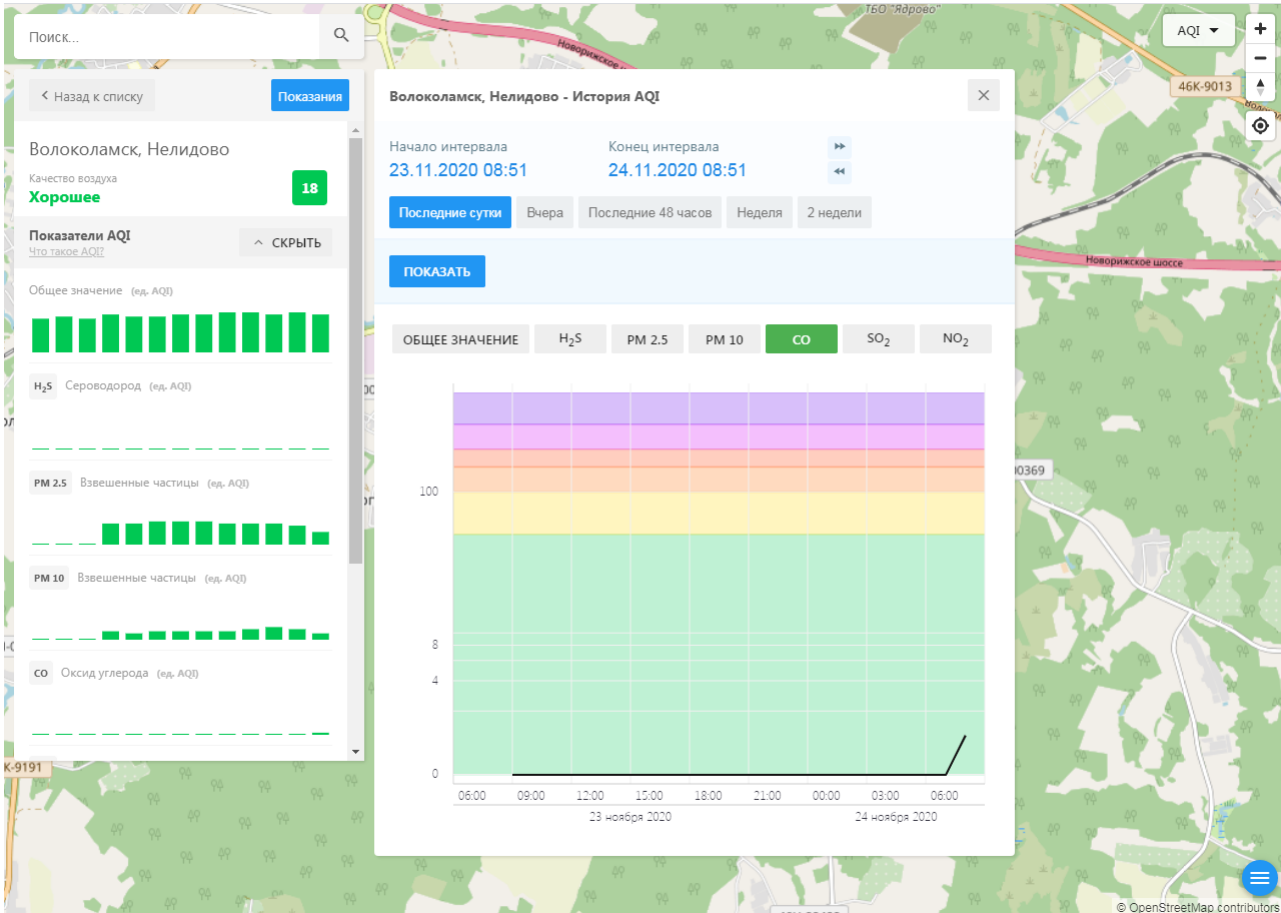 Поиск...
ТБО "Ядрово"
Новорижское шоссе
AQI
46К-9013
Назад к списку
Показания
Волоколамск, Нелидово
Качество воздуха
Хорошее
18
Показатели AQI
Что такое AQI?
СКРЫТЬ
Общее значение (ед. AQI)
H₂S Сероводород (ед. AQI)
PM 2.5 Взвешенные частицы (ед. AQI)
PM 10 Взвешенные частицы (ед. AQI)
CO Оксид углерода (ед. AQI)
Волоколамск, Нелидово - История AQI
Начало интервала
Конец интервала
23.11.2020 08:51
24.11.2020 08:51
Последние сутки
Вчера
Последние 48 часов
Неделя
2 недели
ПОКАЗАТЬ
ОБЩЕЕ ЗНАЧЕНИЕ
H₂S
PM 2.5
PM 10
CO
SO₂
NO₂
100
8
4
0
06:00 09:00 12:00 15:00 18:00 21:00 00:00 03:00 06:00
23 ноября 2020
24 ноября 2020
К-9191
© OpenStreetMap contributors